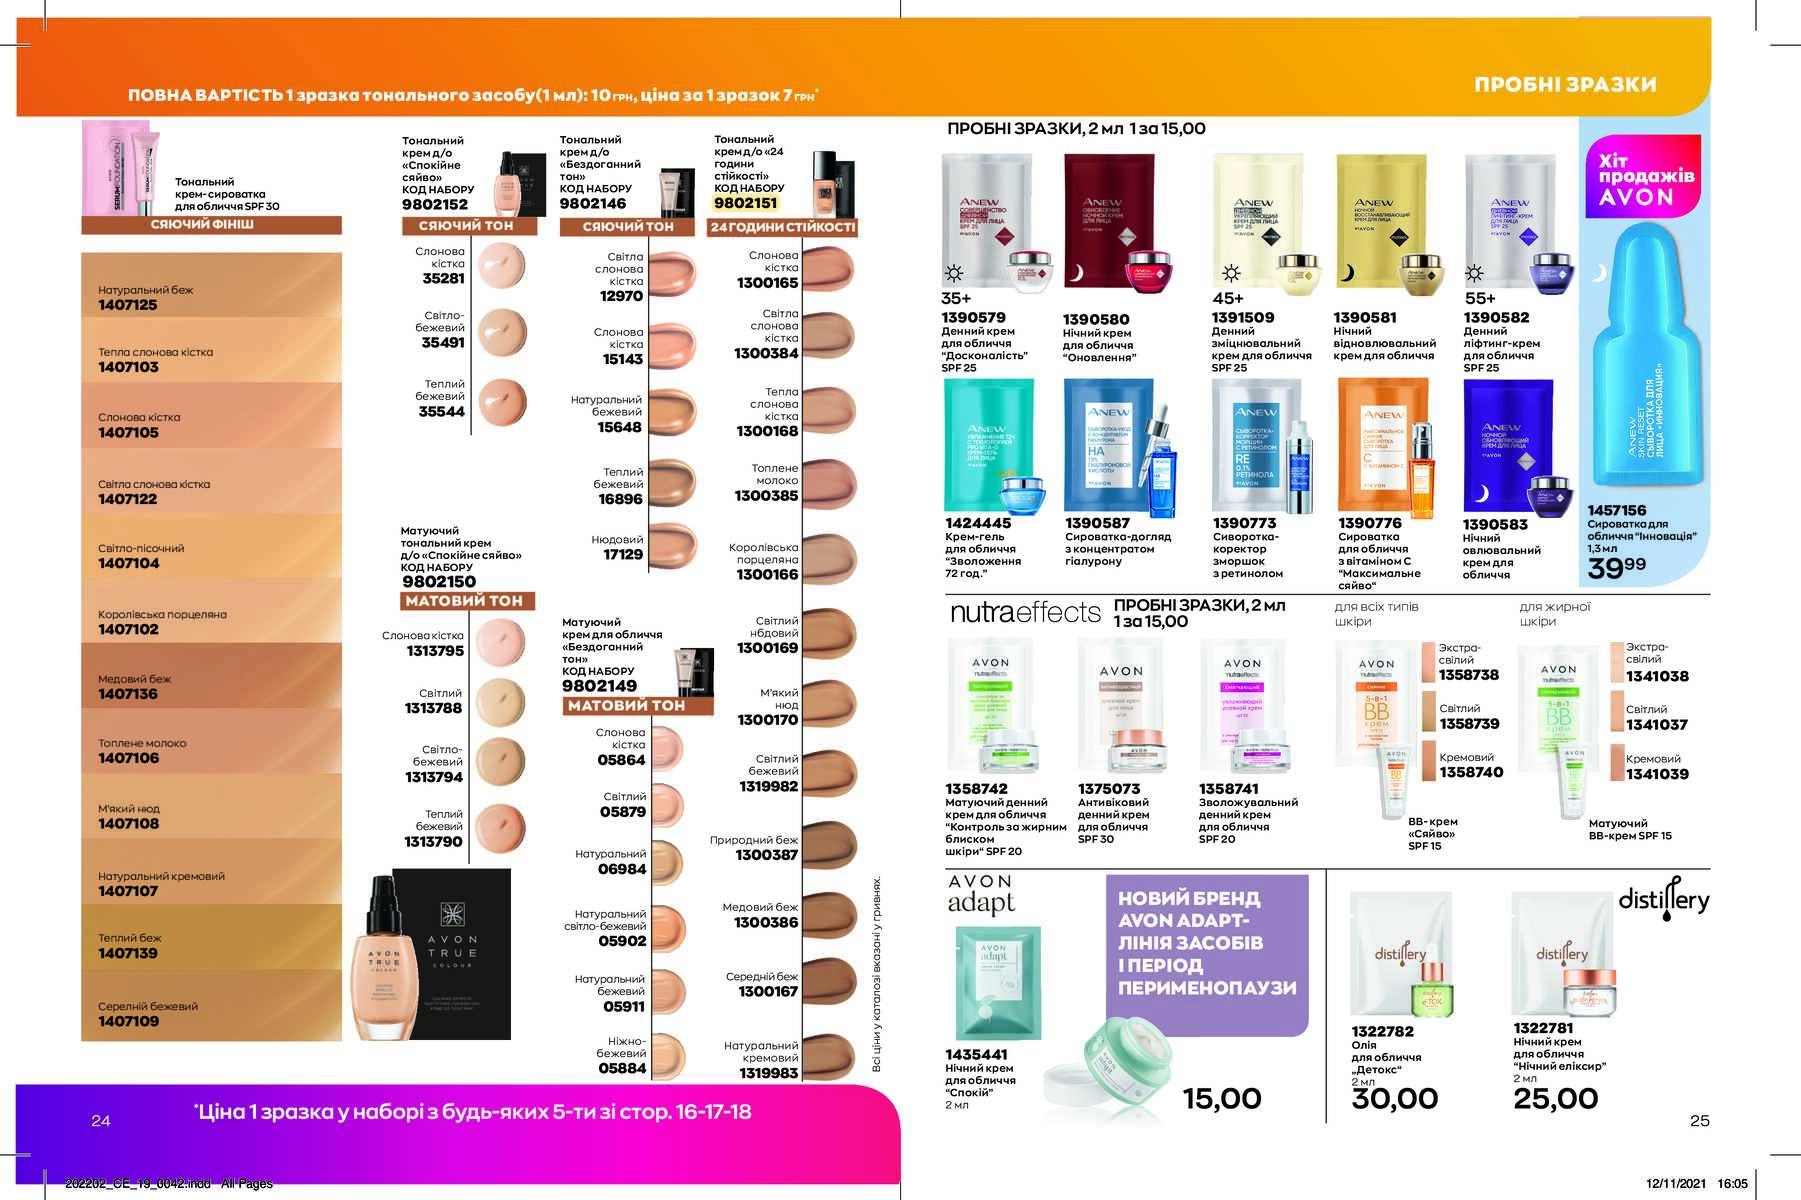 ПОВНА ВАРТІСТЬ 1 зразка тонального засобу(1 мл): 10 ГРН, ціна за 1 зразок 7 ГРН*
Тональний
крем-сироватка
для обличчя SPF 30
СЯЮЧИЙ ФІНІШ
Натуральний беж
1407125
Тепла слонова кістка
1407103
Слонова кістка
1407105
Світла слонова кістка
1407122
Світло-пісочний
1407104
Королівська порцеляна
1407102
Медовий беж
1407136
Топлене молоко
1407106
М'який нюд
1407108
Натуральний кремовий
1407107
Теплий беж
1407139
Серелній бежевий
1407109
Тональний
крем д/о
«Спокійне
сяйво»
КОД НАБОРУ
9802152
СЯЮЧИЙ ТОН
Слонова
кістка
35281
Світло-
бежевий
35491
Теплий
бежевий
35544
Матуючий
тональний крем
д/о «Спокійне сяйво»
КОД НАБОРУ
9802150
МАТОВИЙ ТОН
Слонова кістка
1313795
Світлий
1313788
Світло-
бежевий
1313794
Теплий
бежевий
1313790
AVON
TRUE
COLOUR
AVON
TRUE
COLOUR
Тональний
крем д/о
«Бездоганний
тон»
КОД НАБОРУ
9802146
СЯЮЧИЙ ТОН
Світла
слонова
кістка
12970
Слонова
кістка
15143
Натуральний
бежевий
15648
Теплий
бежевий
16896
Нюдовий
17129
Матуючий
крем для обличчя
«Бездоганний
тон»
КОД НАБОРУ
9802149
МАТОВИЙ ТОН
Слонова
кістка
05864
Світлий
05879
Натуральний
06984
Натуральний
світло-бежевий
05902
Натуральний
бежевий
05911
Ніжно-
бежевий
05884
Тональний
крем д/о «24
години
стійкості»
КОД НАБОРУ
9802151
24 ГОДИНИ СТІЙКОСТІ
Слонова
кістка
1300165
Світла
слонова
кістка
1300384
Тепла
слонова
кістка
1300168
Топлене
молоко
1300385
Королівська
порцеляна
1300166
Світлий
нбдовий
1300169
М'який
нюд
1300170
Світлий
бежевий
1319982
Природний беж
1300387
Медовий беж
1300386
Середній беж
1300167
Натуральний
кремовий
1319983
Всі ціни у каталозі вказані у гривнях.
*Ціна 1 зразка у наборі з будь-яких 5-ти зі стор. 16-17-18
24
ПРОБНІ ЗРАЗКИ
ПРОБНІ ЗРАЗКИ, 2 мл 1 за 15,00
35+
1390579
Денний крем
для обличчя
"Досконалість"
SPF 25
1390580
Нічний крем
для обличчя
"Оновлення"
45+
1391509
Денний
зміцнювальний
крем для обличчя
SPF 25
1390581
Нічний
відновлювальний
крем для обличчя
55+
1390582
Денний
ліфтинг-крем
для обличчя
SPF 25
Хіт
продажів
AVON
ANEW
SKIN RESET
СЫВОРОТКА ДЛЯ
ЛИЦА «ИННОВАЦИЯ»
1457156
Сироватка для
обличчя "Інновація"
1,3 мл
39 99
1424445
Крем-гель
для обличчя
"Зволоження
72 год."
1390587
Сироватка-догляд
з концентратом
гіалурону
1390773
Сиворотка-
коректор
зморшок
з ретинолом
1390776
Сироватка
для обличчя
з вітаміном С
"Максимальне
сяйво"
1390583
Нічний
овлювальний
крем для
обличчя
nutraeffects
ПРОБНІ ЗРАЗКИ, 2 мл
1 за 15,00
для всіх типів
шкіри
для жирної
шкіри
1358742
Матуючий денний
крем для обличчя
"Контроль за жирним
блиском
шкіри" SPF 20
1375073
Антивіковий
денний крем
для обличчя
SPF 30
1358741
Зволожувальний
денний крем
для обличчя
SPF 20
Экстра-
свілий
1358738
Світлий
1358739
Кремовий
1358740
ВВ- крем
«Сяйво»
SPF 15
Экстра-
свілий
1341038
Світлий
1341037
Кремовий
1341039
Матуючий
ВВ-крем SPF 15
AVON
adapt
1435441
Нічний крем
для обличчя
"Спокій"
2 мл
НОВИЙ БРЕНД
AVON ADAPT-
ЛІНІЯ ЗАСОБІВ
І ПЕРІОД
ПЕРИМЕНОПАУЗИ
15,00
distillery
distillery
distillery
1322782
Олія
для обличчя
„Детокс“
2 мл
30,00
1322781
Нічний крем
для обличчя
"Нічний еліксир"
2 мл
25,00
25
202202_CE_19_0042.indd All Pages
12/11/2021 16:05